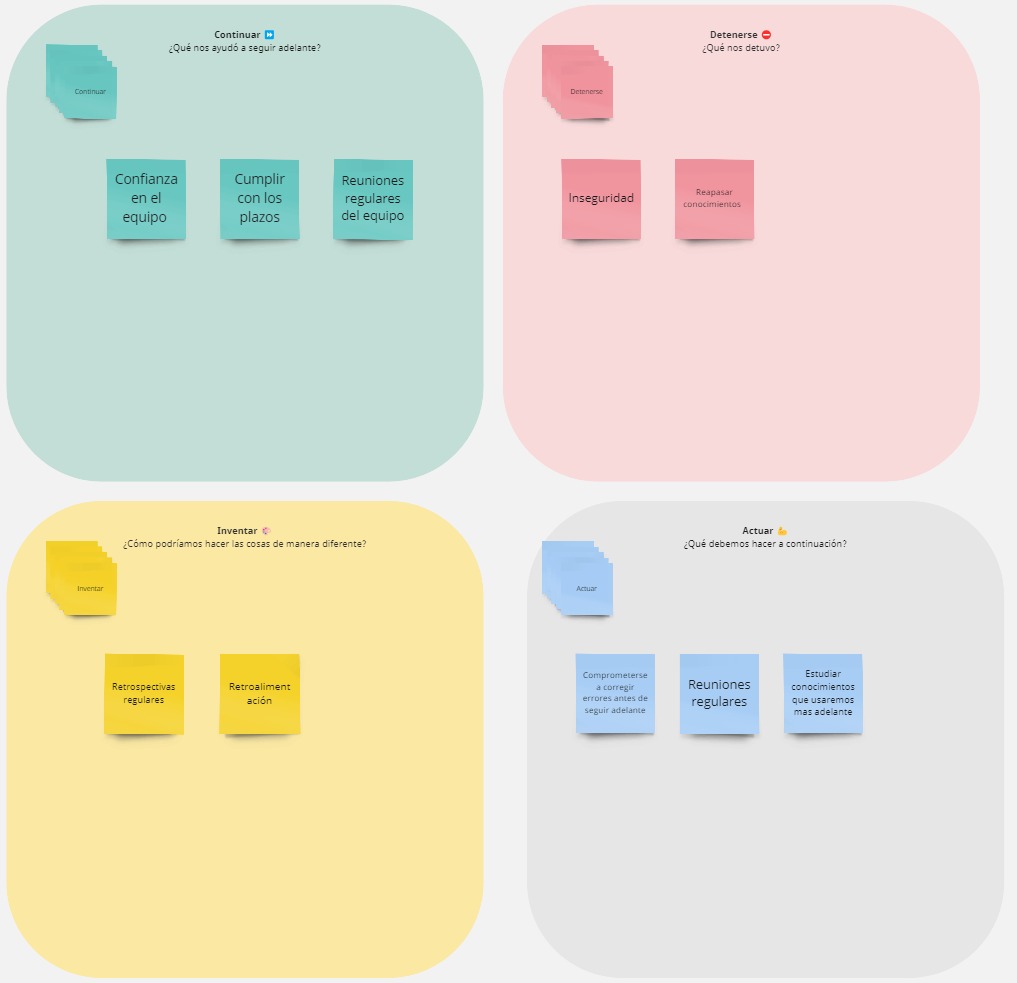 Continuar ⏩
¿Qué nos ayudó a seguir adelante?
Continuar
Confianza
en el
equipo
Cumplir
con los
plazos
Reuniones
regulares
del equipo
Detenerse ⛔
¿Qué nos detuvo?
Detenerse
Inseguridad
Reapasar
conocimientos
Inventar
¿Cómo podríamos hacer las cosas de manera diferente?
Inventar
Retrospectivas
regulares
Retroaliment
ación
Actuar 💪
¿Qué debemos hacer a continuación?
Actuar
Comprometerse
a corregir
errores antes de
seguir adelante
Reuniones
regulares
Estudiar
conocimientos
que usaremos
mas adelante